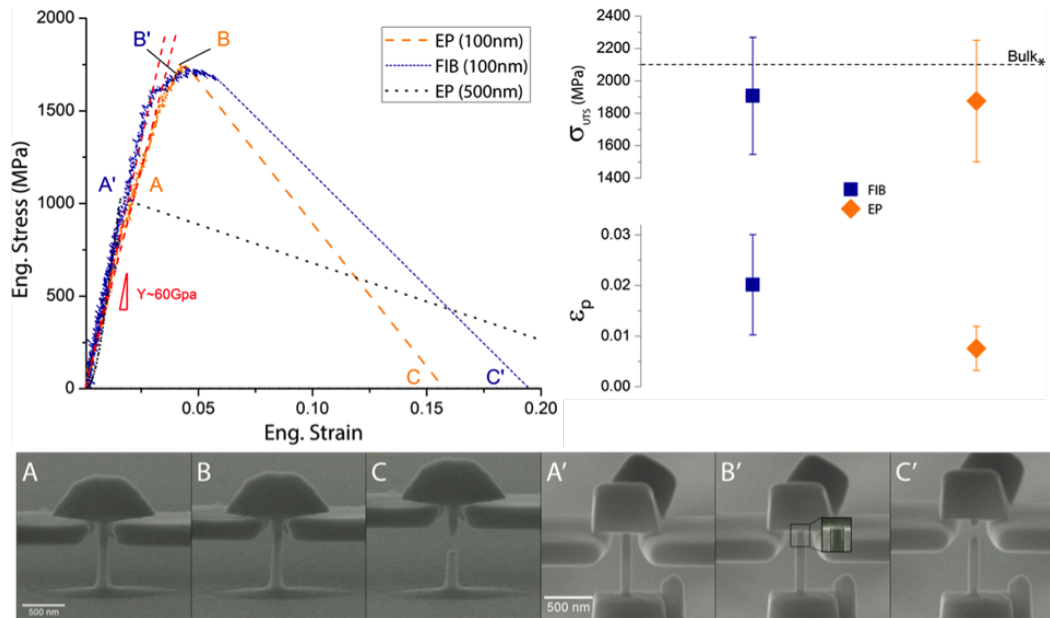 2000
1500
1000
500
0
Eng. Stress (MPa)
0.05
0.10
0.15
0.20
Eng. Strain
B'
B
A'
A
C
C'
Y~60Gpa
EP (100nm)
FIB (100nm)
EP (500nm)
2400
2200
2000
1800
1600
1400
σUTS (MPa)
Bulk*
FIB
EP
0.03
0.02
0.01
0.00
εp
A
B
C
A′
B′
C′
500 nm
500 nm